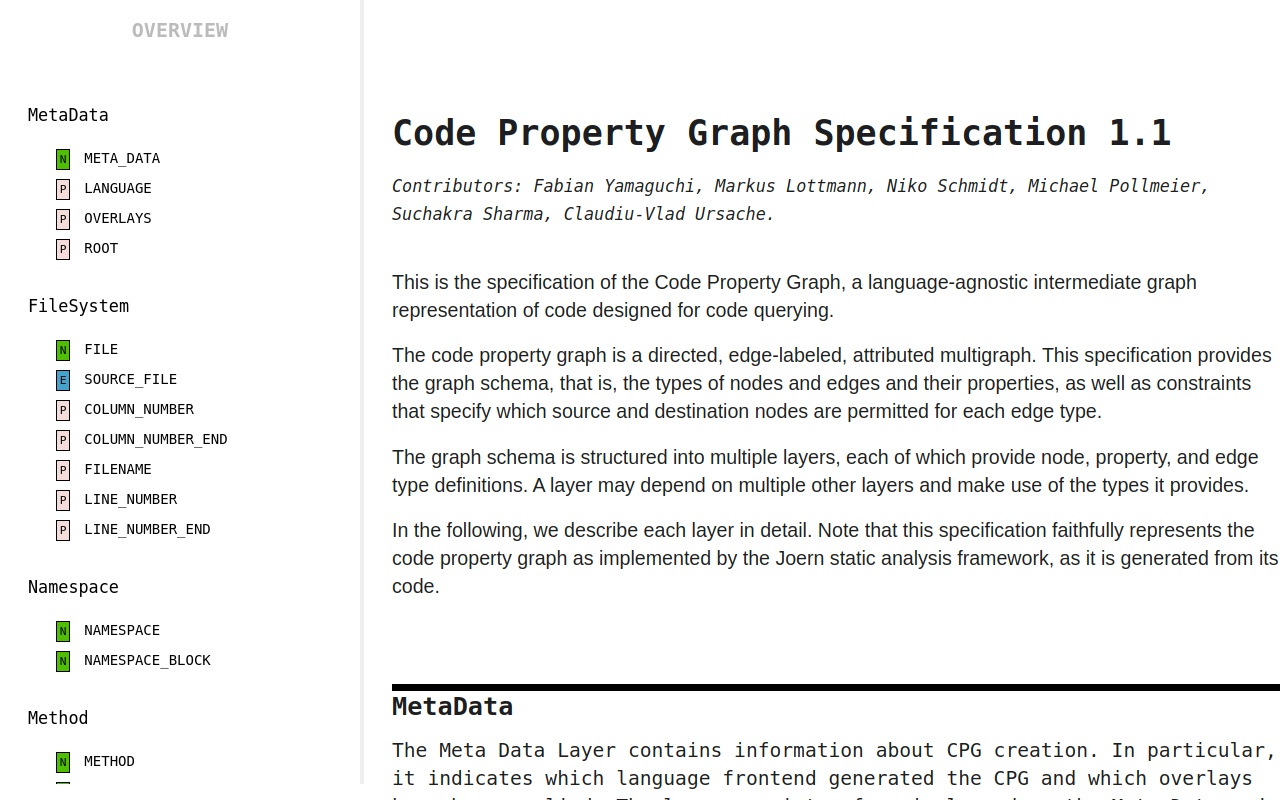 OVERVIEW
MetaData
N META_DATA
P LANGUAGE
P OVERLAYS
P ROOT
FileSystem
N FILE
E SOURCE_FILE
P COLUMN_NUMBER
P COLUMN_NUMBER_END
P FILENAME
P LINE_NUMBER
P LINE_NUMBER_END
Namespace
N NAMESPACE
N NAMESPACE_BLOCK
Method
N METHOD
Code Property Graph Specification 1.1
Contributors: Fabian Yamaguchi, Markus Lottmann, Niko Schmidt, Michael Pollmeier,
Suchakra Sharma, Claudiu-Vlad Ursache.
This is the specification of the Code Property Graph, a language-agnostic intermediate graph
representation of code designed for code querying.
The code property graph is a directed, edge-labeled, attributed multigraph. This specification provides
the graph schema, that is, the types of nodes and edges and their properties, as well as constraints
that specify which source and destination nodes are permitted for each edge type.
The graph schema is structured into multiple layers, each of which provide node, property, and edge
type definitions. A layer may depend on multiple other layers and make use of the types it provides.
In the following, we describe each layer in detail. Note that this specification faithfully represents the
code property graph as implemented by the Joern static analysis framework, as it is generated from its
code.
MetaData
The Meta Data Layer contains information about CPG creation. In particular,
it indicates which language frontend generated the CPG and which overlays